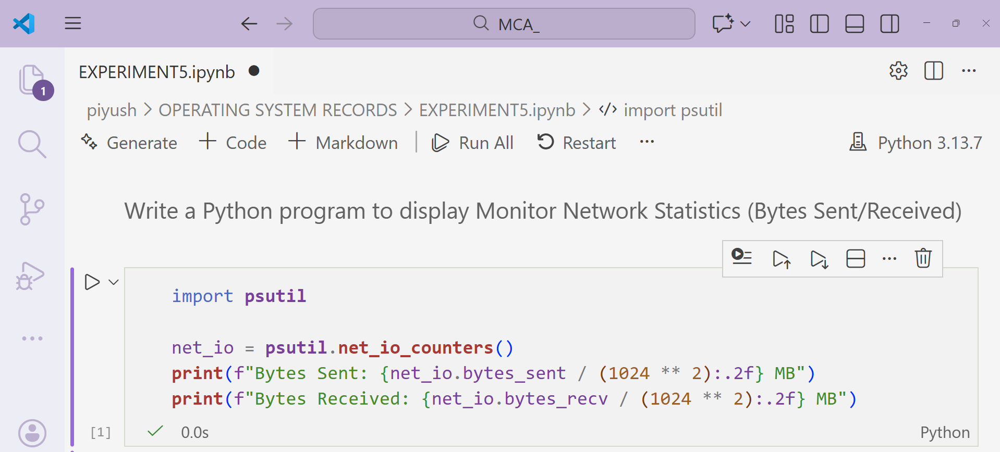 MCA_
EXPERIMENT5.ipynb
1
piyush > OPERATING SYSTEM RECORDS > EXPERIMENT5.ipynb > import psutil
Generate + Code + Markdown | Run All Restart ...
Python 3.13.7
Write a Python program to display Monitor Network Statistics (Bytes Sent/Received)
import psutil
net_io = psutil.net_io_counters()
print(f"Bytes Sent: {net_io.bytes_sent / (1024 ** 2):.2f} MB")
print(f"Bytes Received: {net_io.bytes_recv / (1024 ** 2):.2f} MB")
[1] 0.0s Python